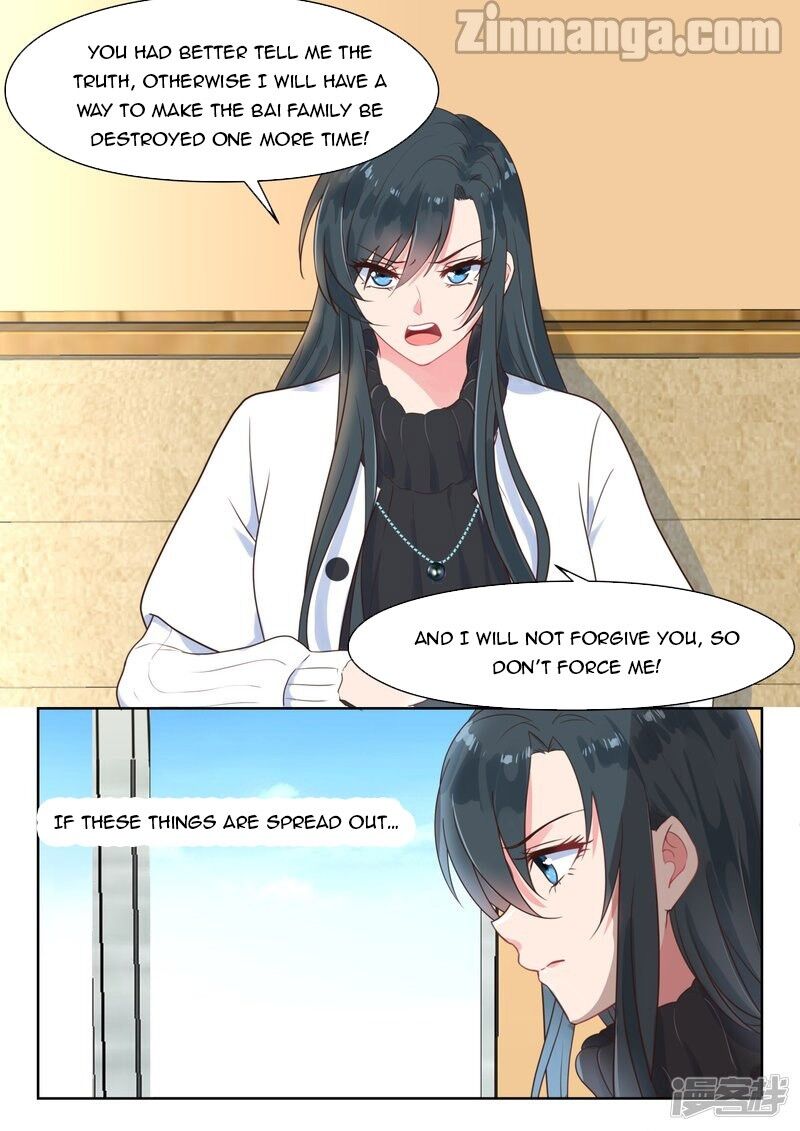 Zinmanga.com
YOU HAD BETTER TELL ME THE
TRUTH, OTHERWISE I WILL HAVE A
WAY TO MAKE THE BAI FAMILY BE
DESTROYED ONE MORE TIME!
AND I WILL NOT FORGIVE YOU, SO
DON'T FORCE ME!
IF THESE THINGS ARE SPREAD OUT...
漫客栈